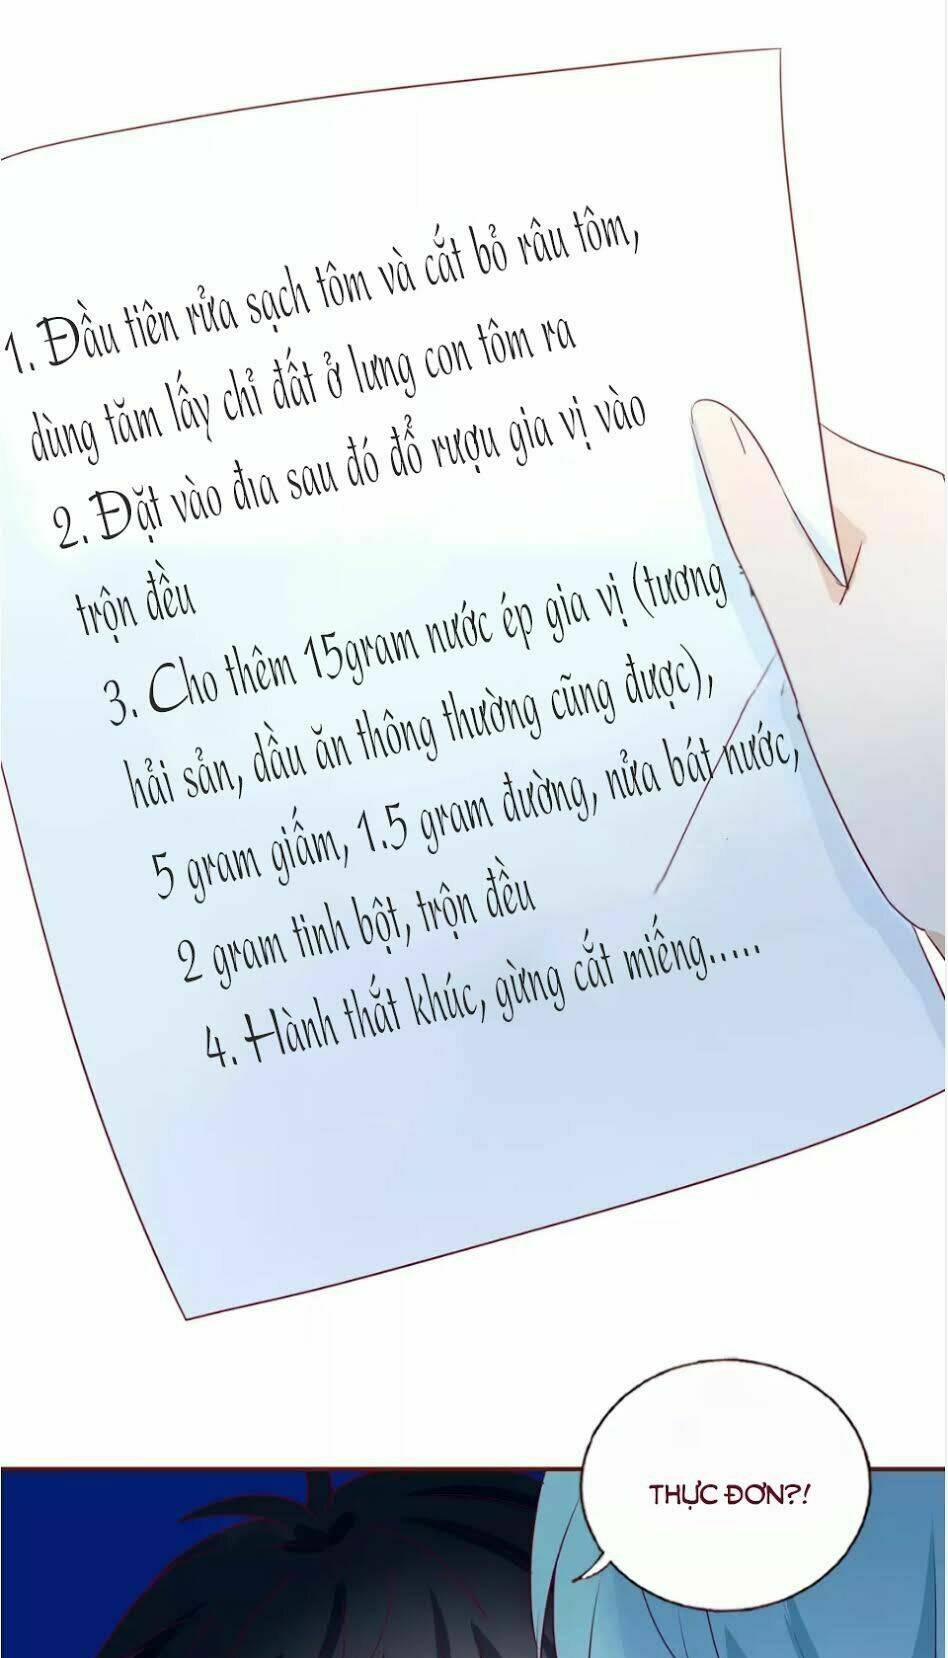 1. Đầu tiên rửa sạch tôm và cắt bỏ râu tôm,
dùng tăm lấy chỉ đất ở lưng con tôm ra
2. Đặt vào đıa sau đó đổ rượu gia vị vào
trộn đều
3. Cho thêm 15gram nước ép gia vị (tương
hải sản, dầu ăn thông thường cũng được),
5 gram giấm, 1.5 gram đường, nửa bát nước,
2 gram tinh bột, trộn đều
4. Hành thắt khúc, gừng cắt miếng.....
THỰC ĐƠN?!